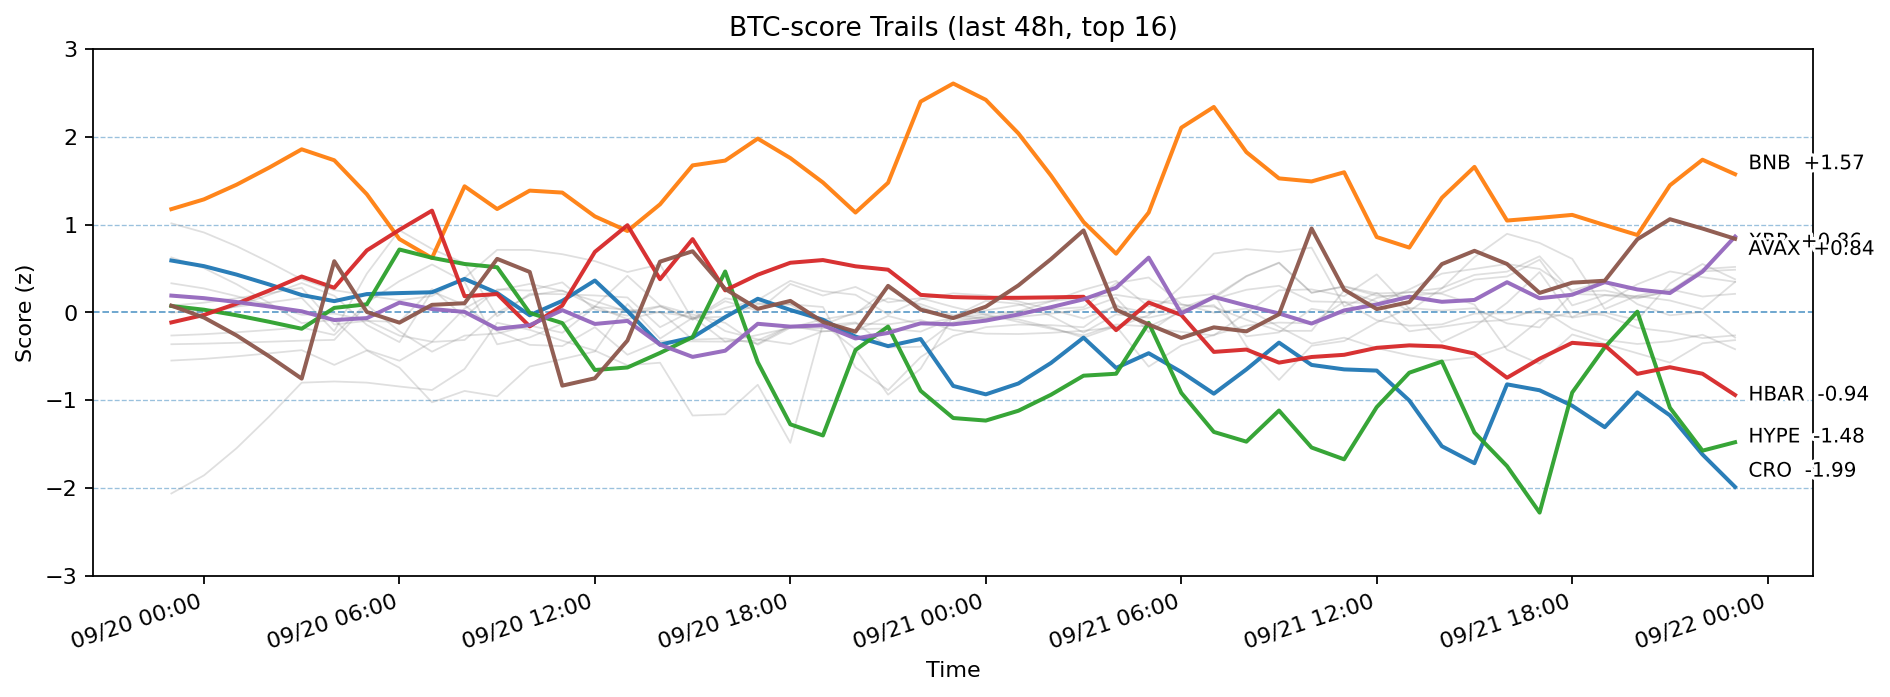 BTC-score Trails (last 48h, top 16)
Score (z)
3
2
1
0
−1
−2
−3
BNB +1.57
AVAX +0.84
HBAR -0.94
HYPE -1.48
CRO -1.99
09/20 00:00
09/20 06:00
09/20 12:00
09/20 18:00
09/21 00:00
09/21 06:00
09/21 12:00
09/21 18:00
09/22 00:00
Time